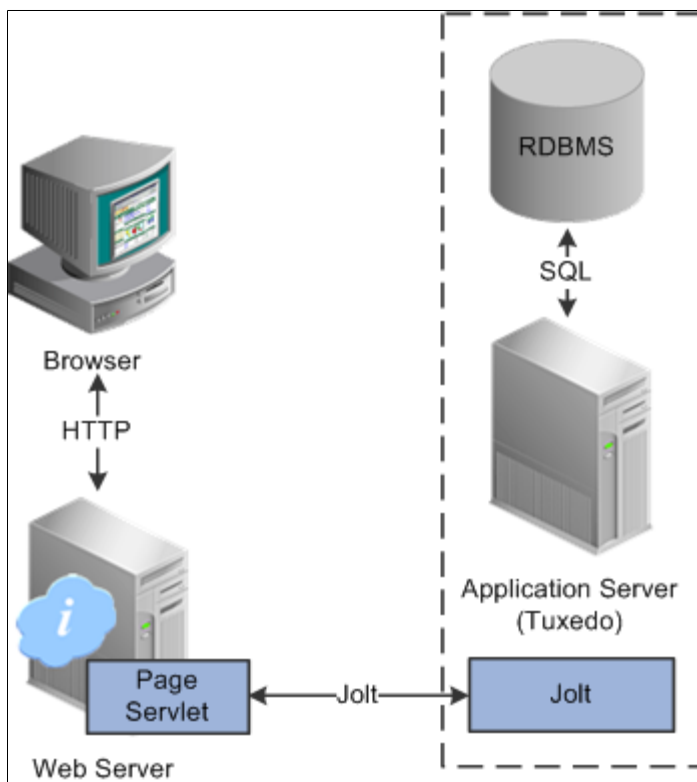 RDBMS
SQL
Browser
HTTP
Application Server
(Tuxedo)
i
Page
Servlet
Jolt
Jolt
Web Server